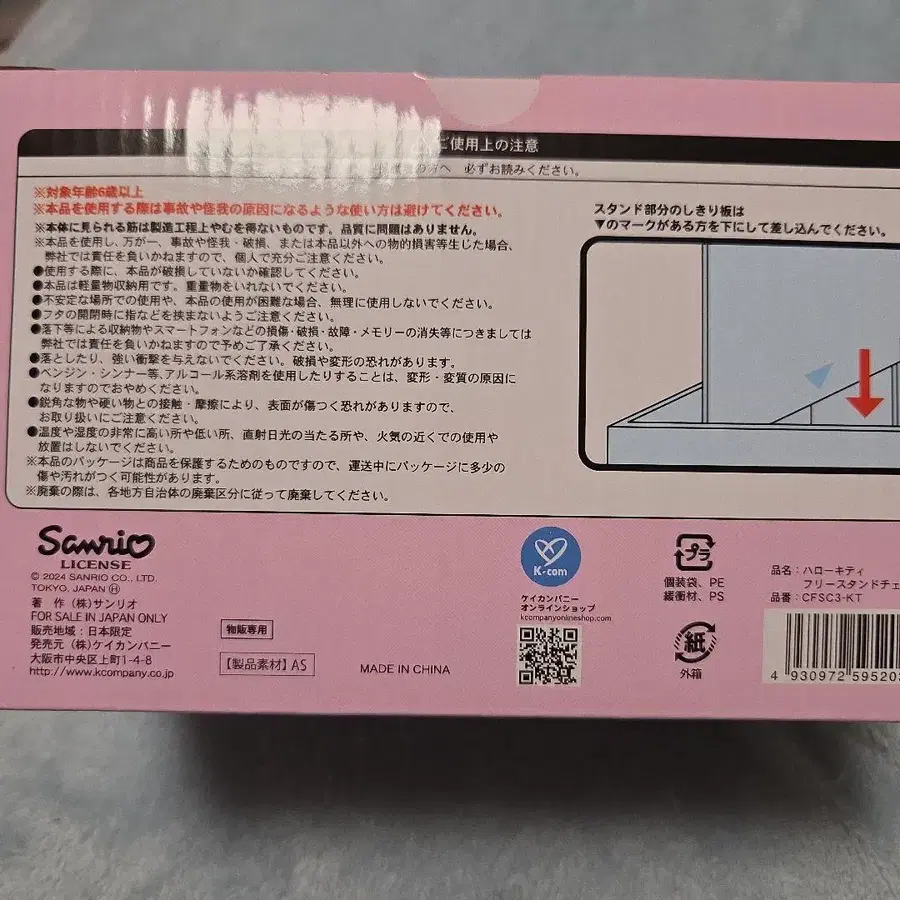 ご使用上の注意
必ずお読みください。
※対象年齢6歳以上
※本品を使用する際は事故や怪我の原因になるような使い方は避けてください。
※本体に見られる筋は製造工程上やむを得ないものです。品質に問題はありません。
※本品を使用し、万が一、事故や怪我・破損、または本品以外への物的損害等生じた場合、
弊社では責任を負いかねますので、個人で充分ご注意ください。
●使用する際に、本品が破損していないか確認してください。
●本品は軽量物収納用です。重量物をいれないでください。
●不安定な場所での使用や、本品の使用が困難な場合、無理に使用しないでください。
●フタの開閉時に指などを挟まないようご注意ください。
●落下等による収納物やスマートフォンなどの損傷・破損・故障・メモリーの消失等につきましては
弊社では責任を負いかねますので予めご了承ください。
●落としたり、強い衝撃を与えないでください。破損や変形の恐れがあります。
●ベンジン・シンナー等、アルコール系溶剤を使用したりすることは、変形・変質の原因に
なりますのでおやめください。
●鋭角な物や硬い物との接触・摩擦により、表面が傷つく恐れがありますので、
お取り扱いにご注意ください。
●温度や湿度の非常に高い所や低い所、直射日光の当たる所や、火気の近くでの使用や
放置はしないでください。
※本品のパッケージは商品を保護するためのものですので、運送中にパッケージに多少の
傷や汚れがつく可能性があります。
※廃棄の際は、各地方自治体の廃棄区分に従って廃棄してください。
スタンド部分のしきり板は
▼のマークがある方を下にして差し込んでください。
Sanrio
LICENSE
© 2024 SANRIO CO., LTD.
TOKYO, JAPAN Ⓗ
著 作 (株)サンリオ
FOR SALE IN JAPAN ONLY
販売地域：日本限定
発売元 (株)ケイカンパニー
大阪市中央区上町1-4-8
http://www.kcompany.co.jp
物販専用
【製品素材】AS
MADE IN CHINA
K-com
ケイカンパニー
オンラインショップ
kcompanyonlineshop.com
プラ
個装袋、PE
緩衝材、PS
紙
外箱
品名：ハローキティ
フリースタンドチェ
品番：CFSC3-KT
4 930972 59520